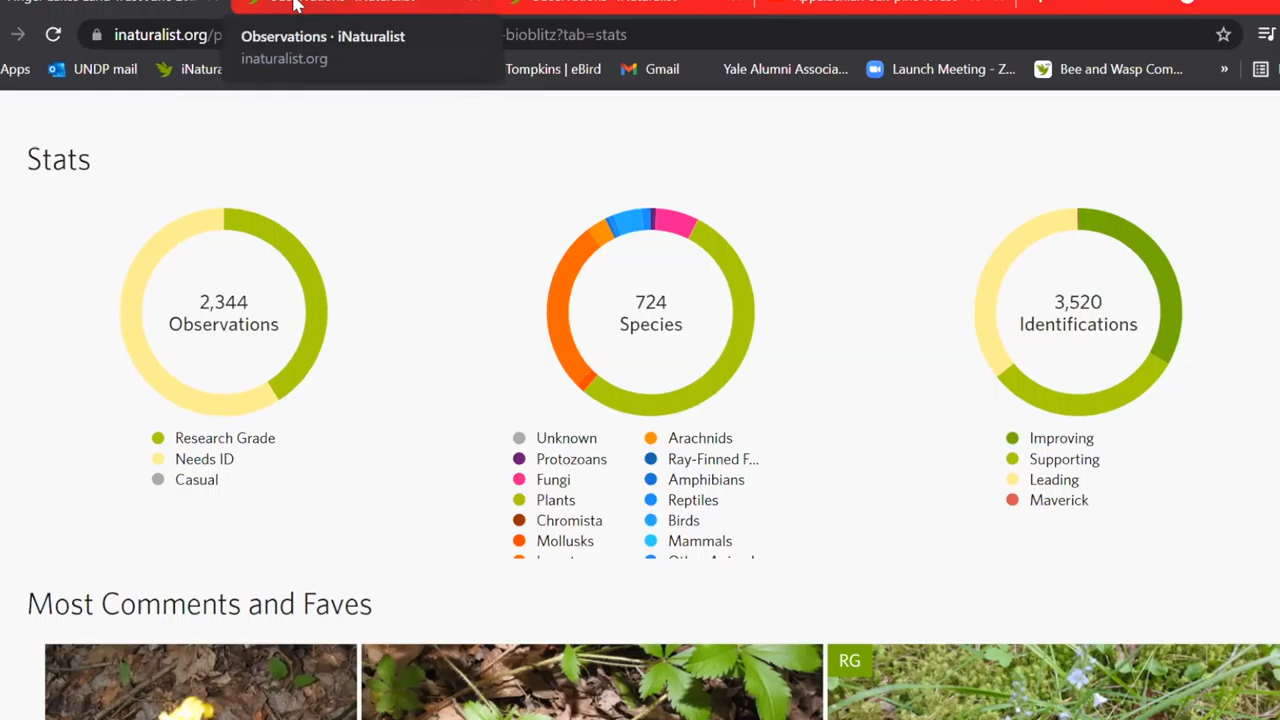 Observations · iNaturalist
inaturalist.org/p
-bioblitz?tab=stats
Observations · iNaturalist
inaturalist.org
Apps
UNDP mail
iNatura
Tompkins | eBird
Gmail
Yale Alumni Associa...
Launch Meeting - Z...
Bee and Wasp Com...
»
Stats
2,344
Observations
724
Species
3,520
Identifications
Research Grade
Needs ID
Casual
Unknown
Protozoans
Fungi
Plants
Chromista
Mollusks
Arachnids
Ray-Finned F...
Amphibians
Reptiles
Birds
Mammals
Improving
Supporting
Leading
Maverick
Most Comments and Faves
RG